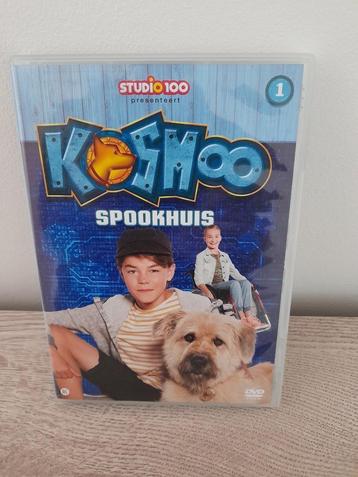 STUDIO 100
presenteert
1
KOSMOO
SPOOKHUIS
DVD